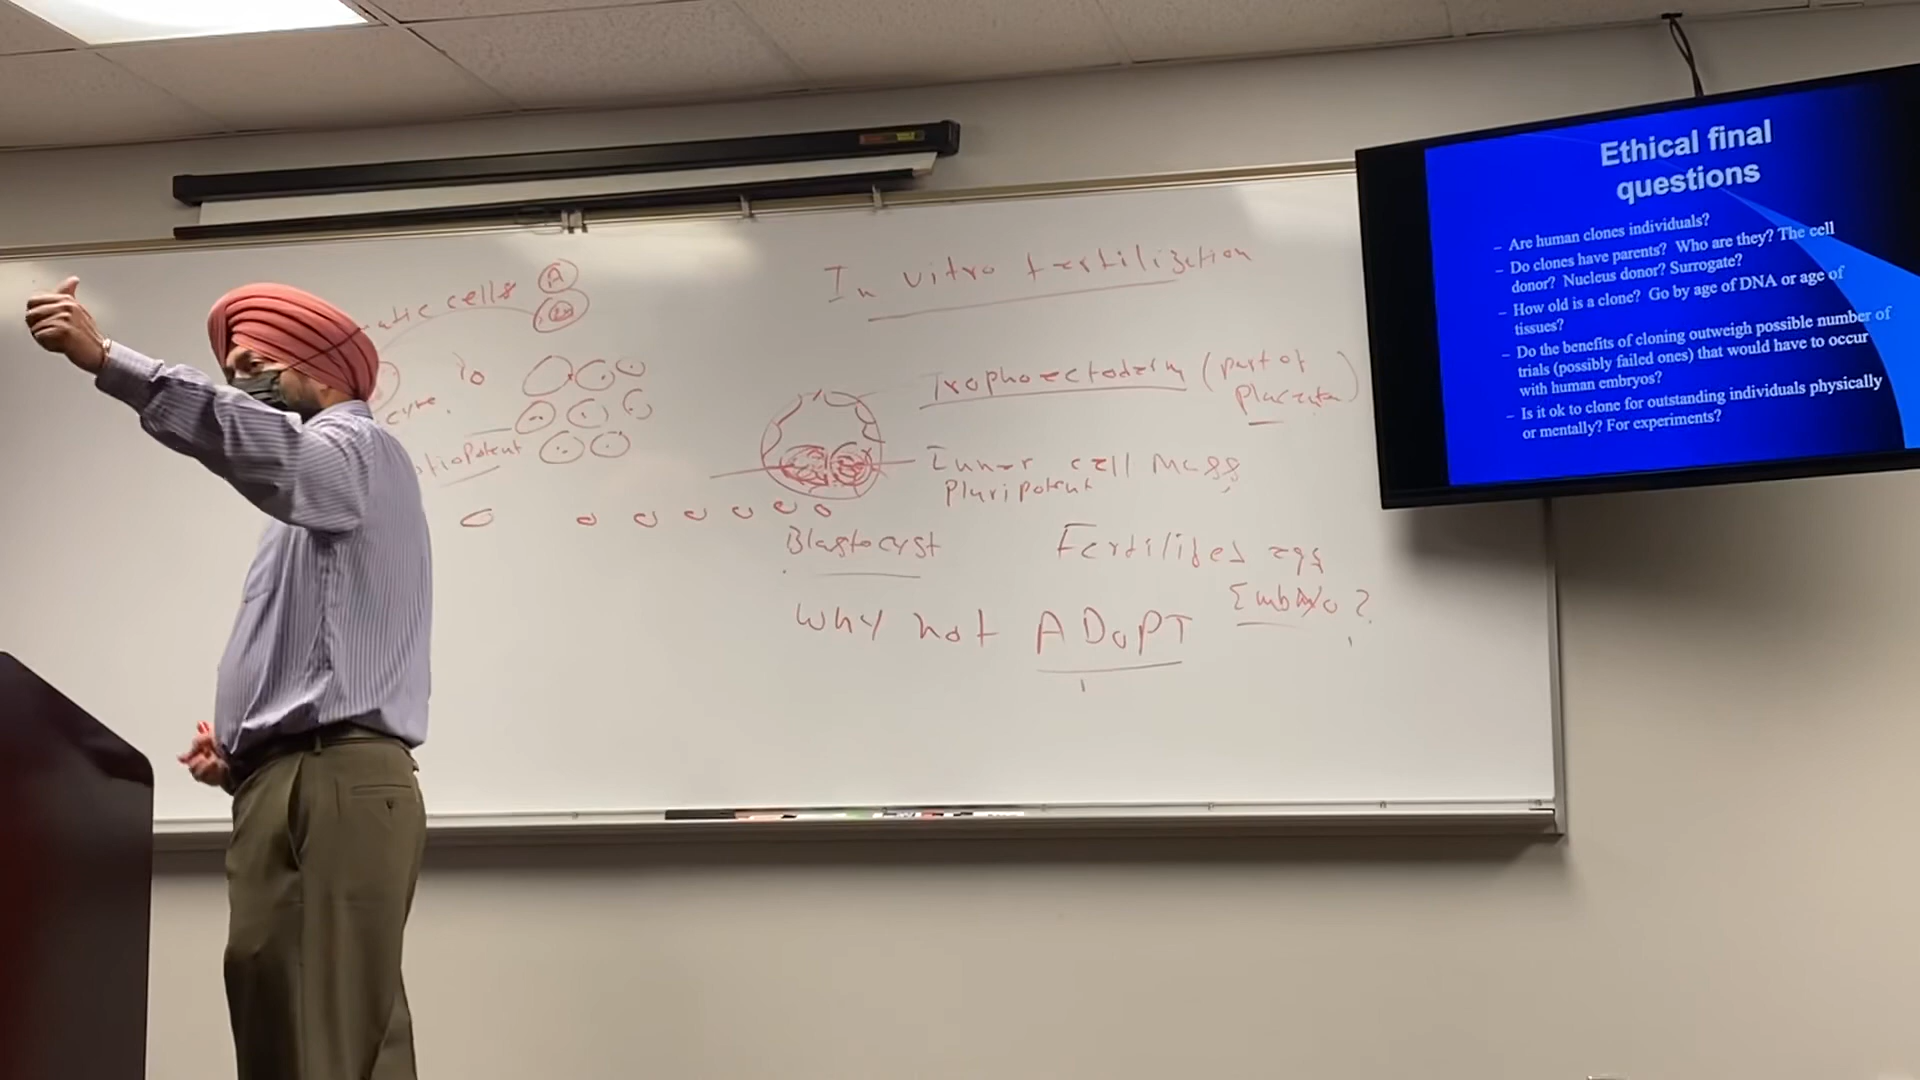 matic cells A
cyte
tiopotent
In vitro fertilization
Trophoectoderm (part of
placenta)
Inner cell Mass
Pluripotent
Blastocyst
Fertilized egg
Embryo?
Why not ADOPT
Ethical final
questions
– Are human clones individuals?
– Do clones have parents? Who are they? The cell
donor? Nucleus donor? Surrogate?
– How old is a clone? Go by age of DNA or age of
tissues?
– Do the benefits of cloning outweigh possible number of
trials (possibly failed ones) that would have to occur
with human embryos?
– Is it ok to clone for outstanding individuals physically
or mentally? For experiments?